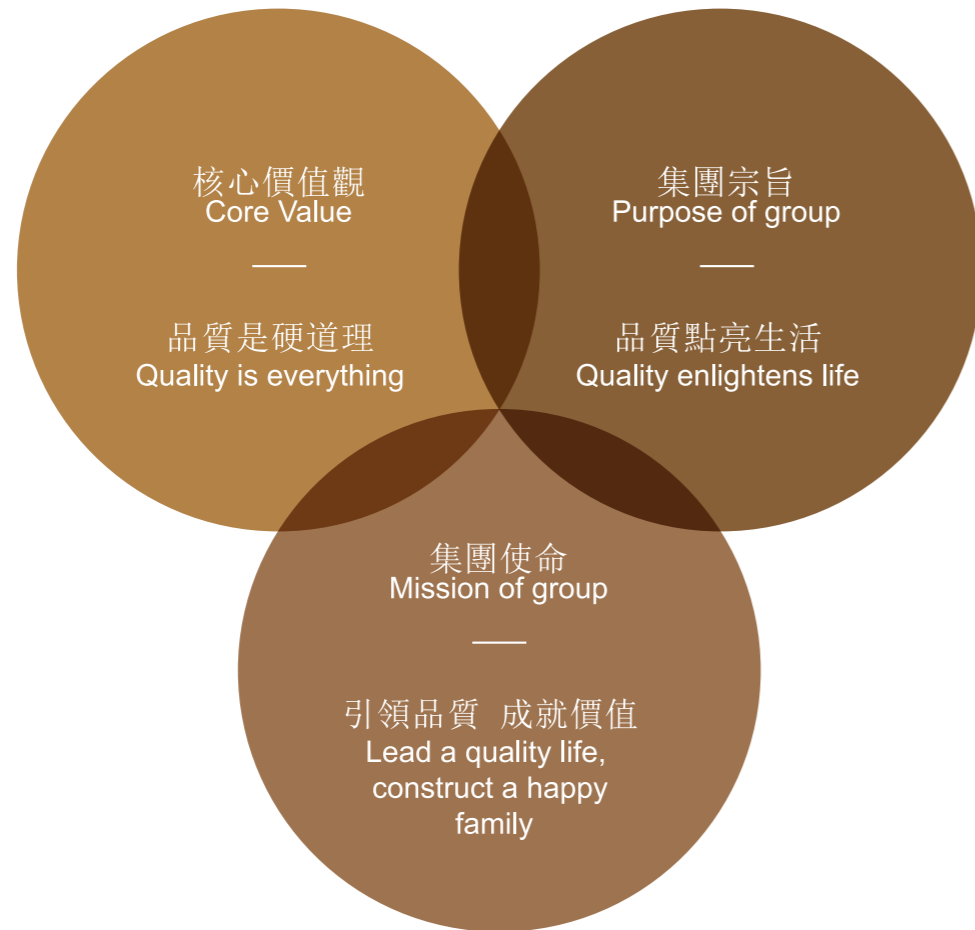 核心價值觀
Core Value
品質是硬道理
Quality is everything
集團宗旨
Purpose of group
品質點亮生活
Quality enlightens life
集團使命
Mission of group
引領品質 成就價值
Lead a quality life,
construct a happy
family